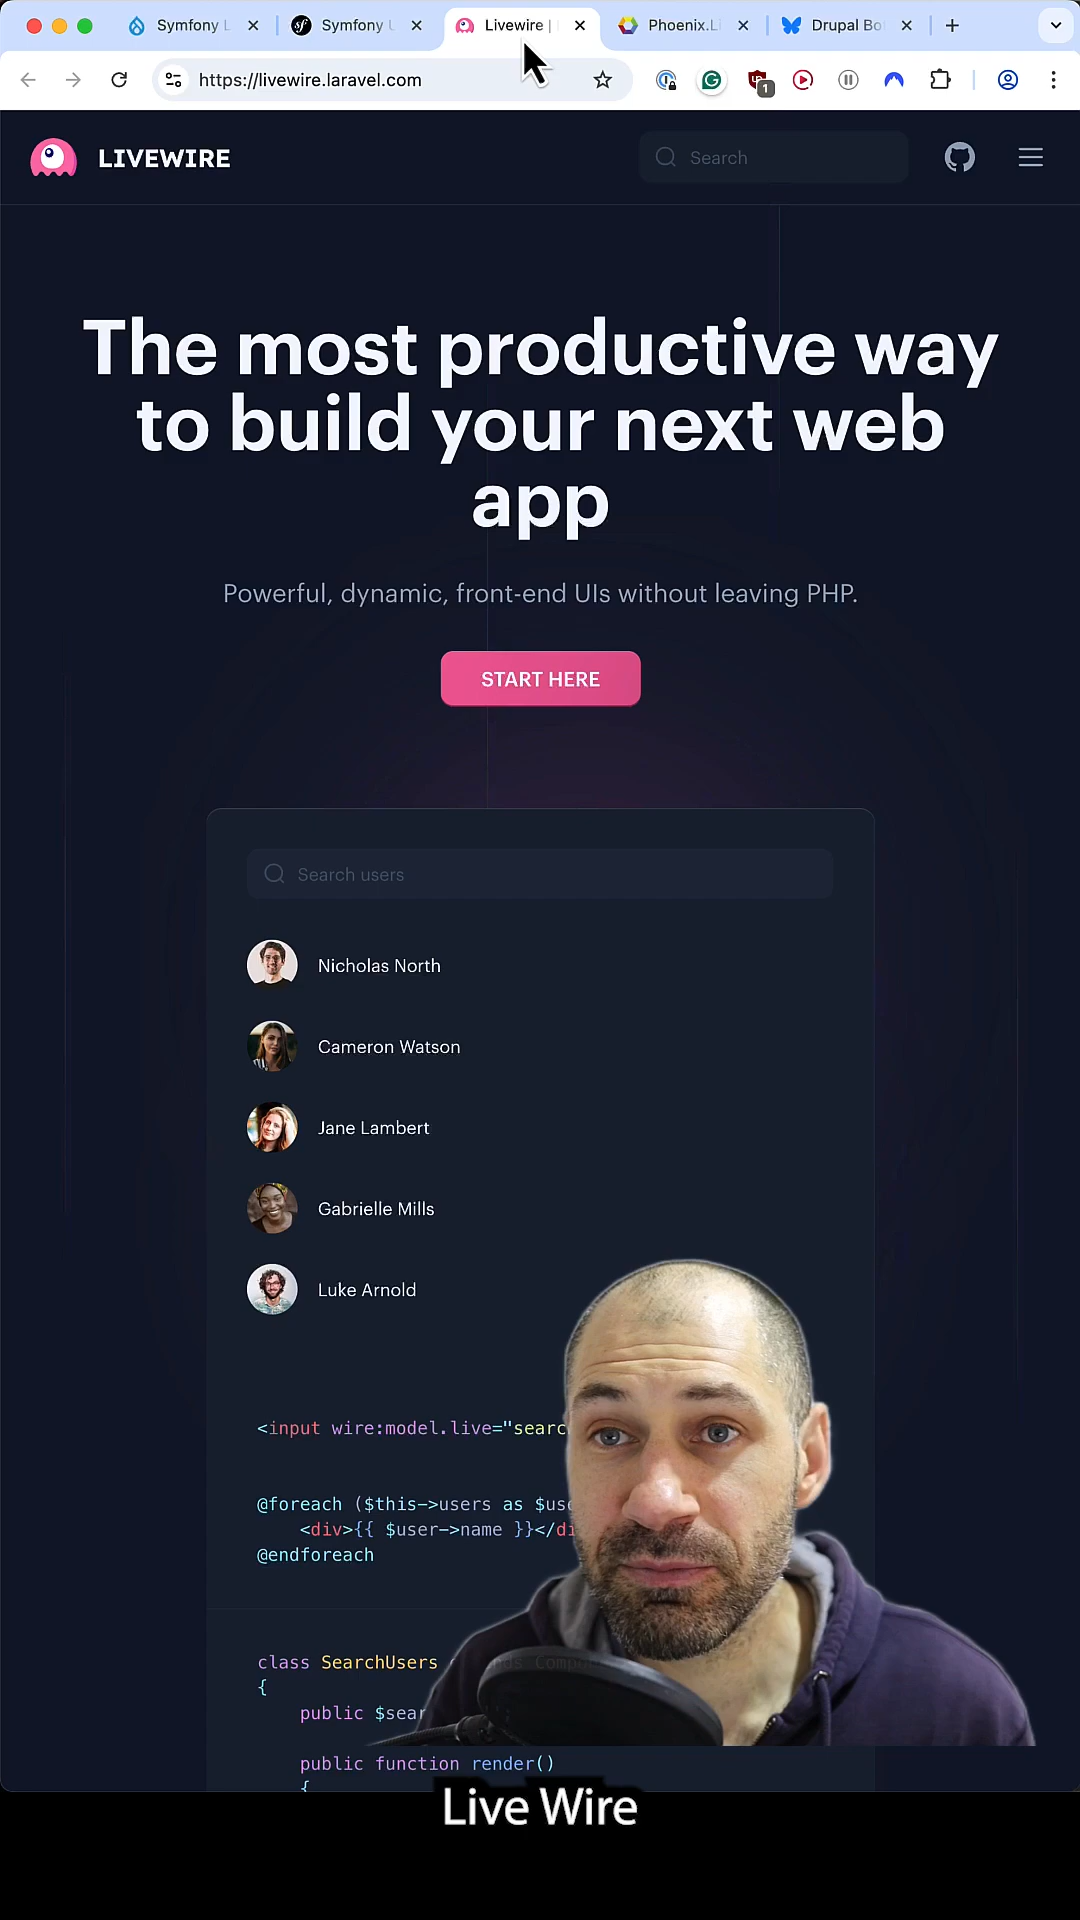 Symfony
Symfony
Livewire |
Phoenix.Li
Drupal Bo
https://livewire.laravel.com
1
LIVEWIRE
Search
The most productive way
to build your next web
app
Powerful, dynamic, front-end UIs without leaving PHP.
START HERE
Search users
Nicholas North
Cameron Watson
Jane Lambert
Gabrielle Mills
Luke Arnold
<input wire:model.live="searc
@foreach ($this->users as $use
<div>{{ $user->name }}</di
@endforeach
class SearchUsers
{
public $sear
public function render()
{
Live Wire